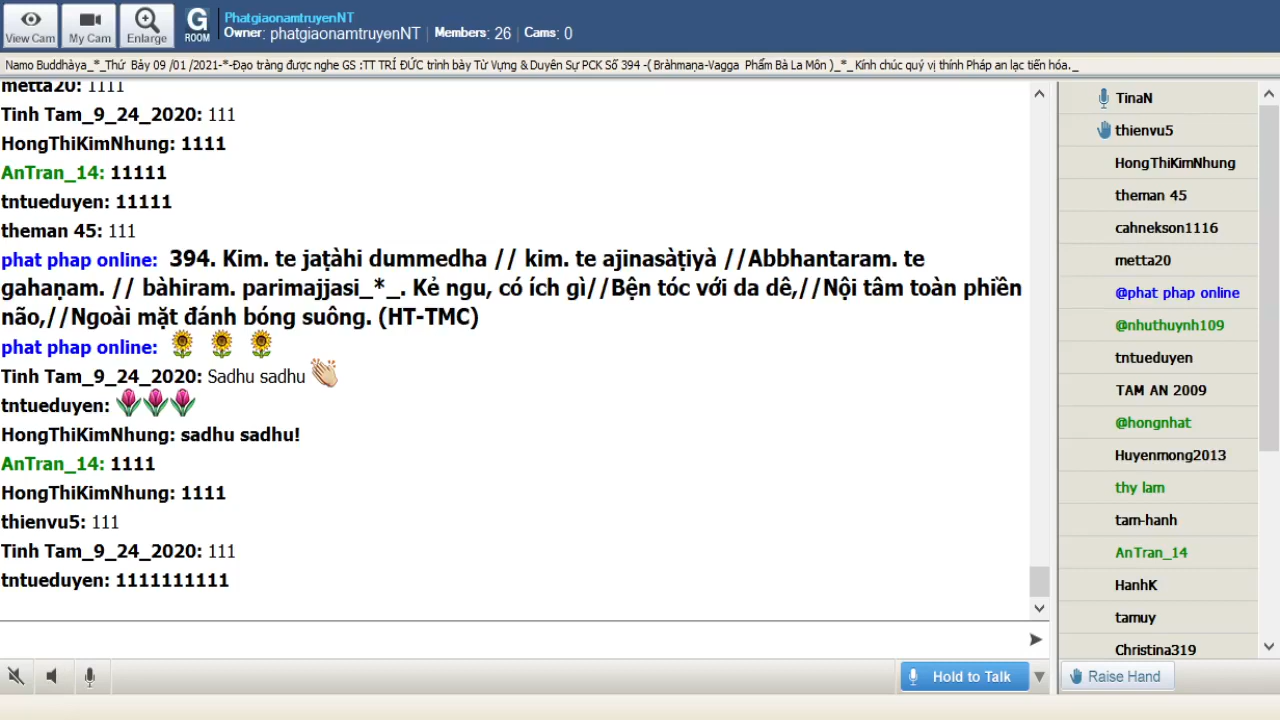 View Cam
My Cam
Enlarge
G
ROOM
PhatgiaonamtruyenNT
Owner: phatgiaonamtruyenNT | Members: 26 | Cams: 0
Namo Buddhàya_*_Thứ Bảy 09 /01 /2021-*-Đạo tràng được nghe GS :TT TRÍ ĐỨC trình bày Từ Vựng & Duyên Sự PCK Số 394 -( Bràhmaṇa-Vagga Phẩm Bà La Môn )_*_ Kính chúc quý vị thính Pháp an lạc tiến hóa._
metta20: 1111
Tinh Tam_9_24_2020: 111
HongThiKimNhung: 1111
AnTran_14: 11111
tntueduyen: 11111
theman 45: 111
phat phap online: 394. Kim. te jaṭàhi dummedha // kim. te ajinasàṭiyà //Abbhantaram. te
gahaṇam. // bàhiram. parimajjasi_*_. Kẻ ngu, có ích gì//Bện tóc với da dê,//Nội tâm toàn phiền
não,//Ngoài mặt đánh bóng suông. (HT-TMC)
phat phap online:
Tinh Tam_9_24_2020: Sadhu sadhu
tntueduyen:
HongThiKimNhung: sadhu sadhu!
AnTran_14: 1111
HongThiKimNhung: 1111
thienvu5: 111
Tinh Tam_9_24_2020: 111
tntueduyen: 1111111111
TinaN
thienvu5
HongThiKimNhung
theman 45
cahnekson1116
metta20
@phat phap online
@nhuthuynh109
tntueduyen
TAM AN 2009
@hongnhat
Huyenmong2013
thy lam
tam-hanh
AnTran_14
HanhK
tamuy
Christina319
Hold to Talk
Raise Hand